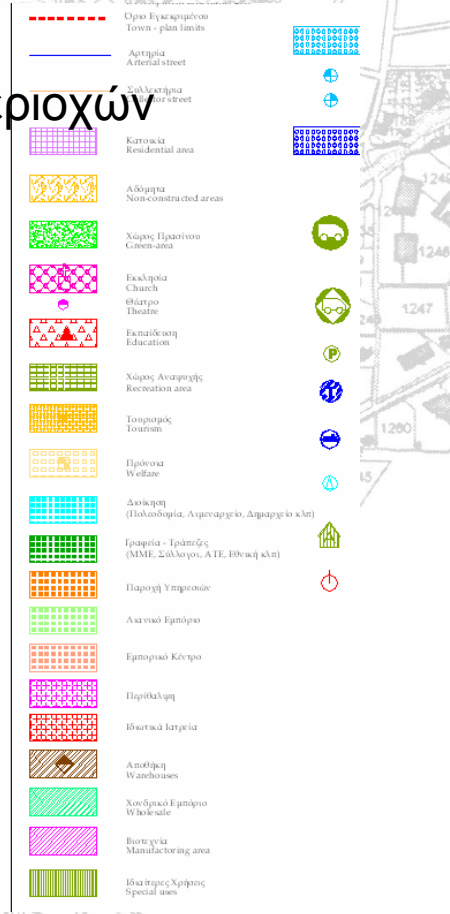 Όριο Εγκεκριμένου
Town - plan limits
Αρτηρία
Arterial street
Συλλεκτήρια
street
ριοχών
Κατοικία
Residential area
Αδόμητα
Non-constructed areas
Χώρος Πρασίνου
Green-area
Εκκλησία
Church
Θέατρο
Theatre
Εκπαίδευση
Education
Χώρος Αναψυχής
Recreation area
Τουρισμός
Tourism
Πρόνοια
Welfare
Διοίκηση
(Πολεοδομία, Λιμεναρχείο, Δημαρχείο κλπ)
Γραφεία - Τράπεζες
(ΜΜΕ, Σύλλογοι, ΑΤΕ, Εθνική κλπ)
Παροχή Υπηρεσιών
Λιανικό Εμπόριο
Εμπορικό Κέντρο
Περίθαλψη
Ιδιωτικά Ιατρεία
Αποθήκη
Warehouses
Χονδρικό Εμπόριο
Wholesale
Βιοτεχνία
Manufactoring area
Ιδιαίτερες Χρήσεις
Special uses
P
1248
1247
1260
45